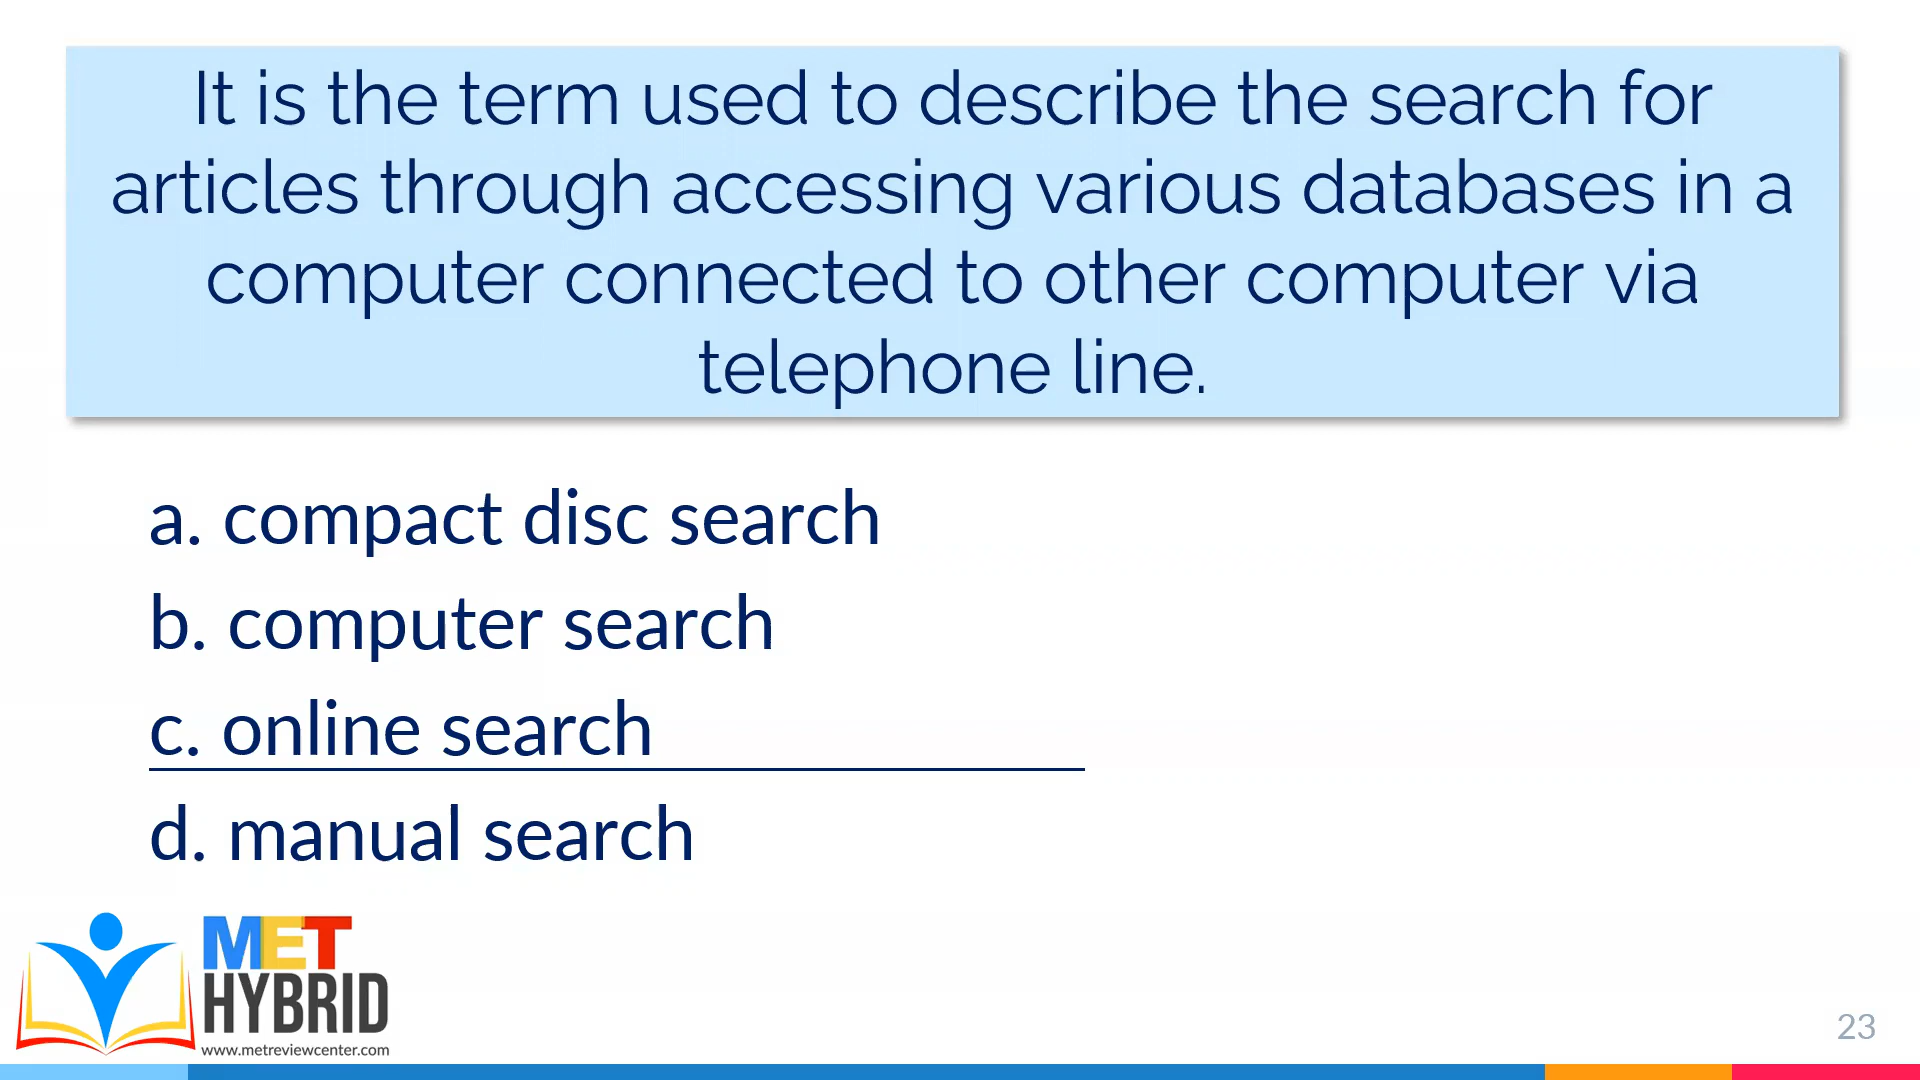 It is the term used to describe the search for
articles through accessing various databases in a
computer connected to other computer via
telephone line.
a. compact disc search
b. computer search
c. online search
d. manual search
MET
HYBRID
www.metreviewcenter.com
23